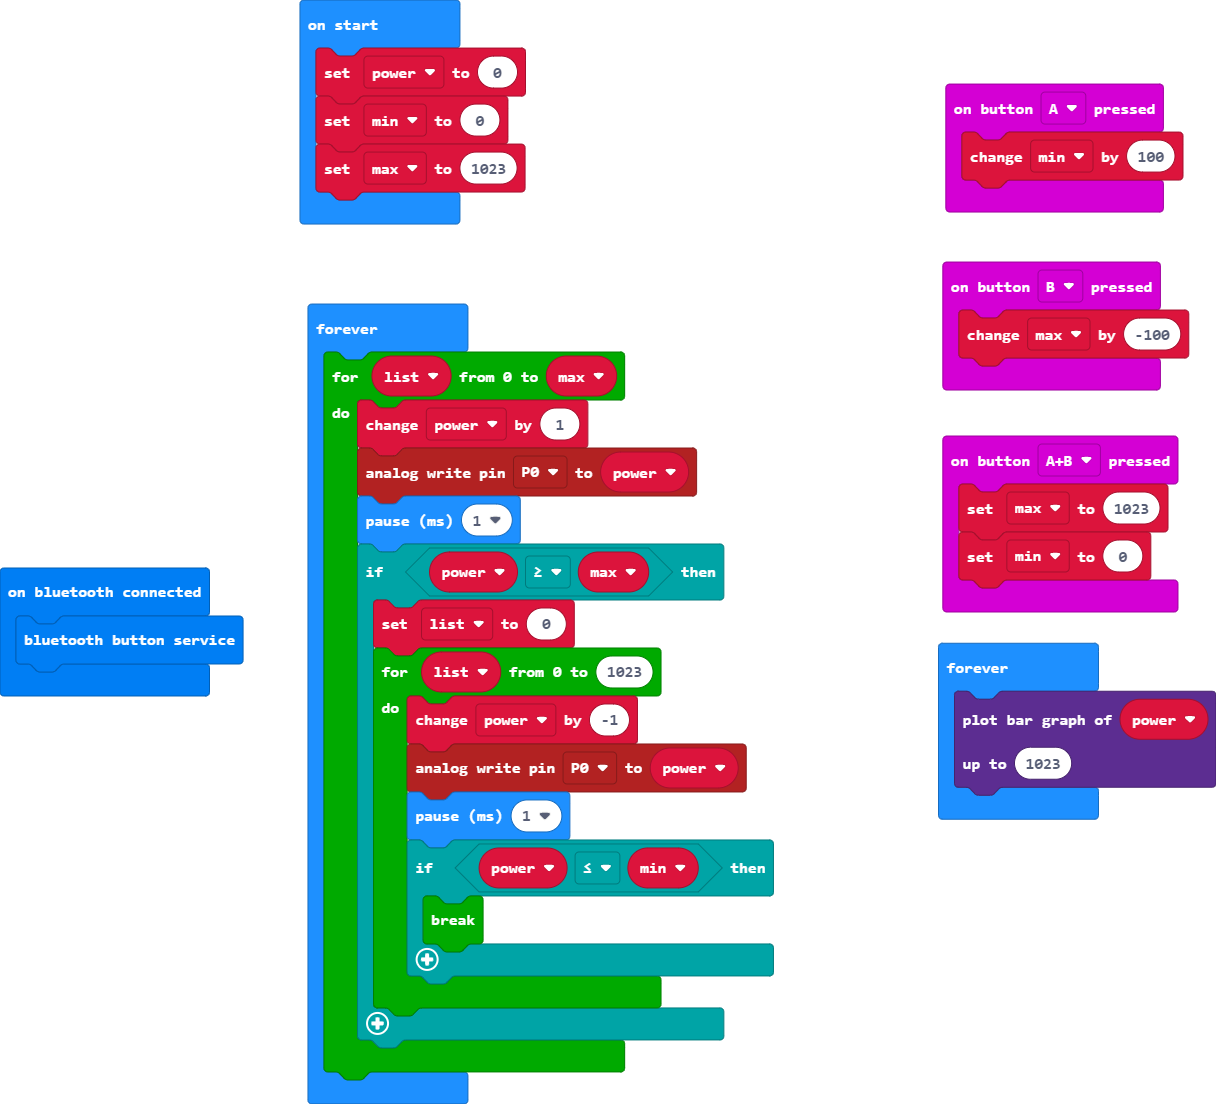 on start
set power to 0
set min to 0
set max to 1023
on button A pressed
change min by 100
on button B pressed
change max by -100
forever
for list from 0 to max
do
change power by 1
analog write pin P0 to power
pause (ms) 1
if power ≥ max then
set list to 0
for list from 0 to 1023
do
change power by -1
analog write pin P0 to power
pause (ms) 1
if power ≤ min then
break
on button A+B pressed
set max to 1023
set min to 0
on bluetooth connected
bluetooth button service
forever
plot bar graph of power
up to 1023